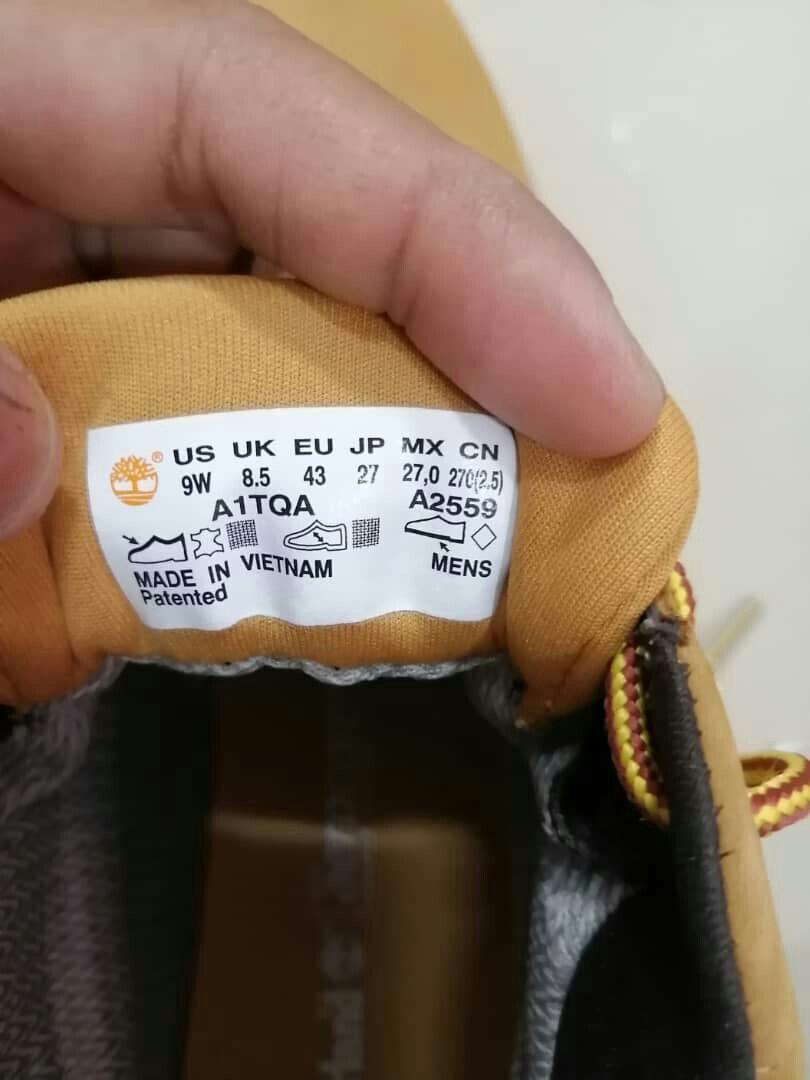 ® US UK EU JP MX CN
9W 8.5 43 27 27,0 270(2.5)
A1TQA A2559
MADE IN VIETNAM MENS
Patented